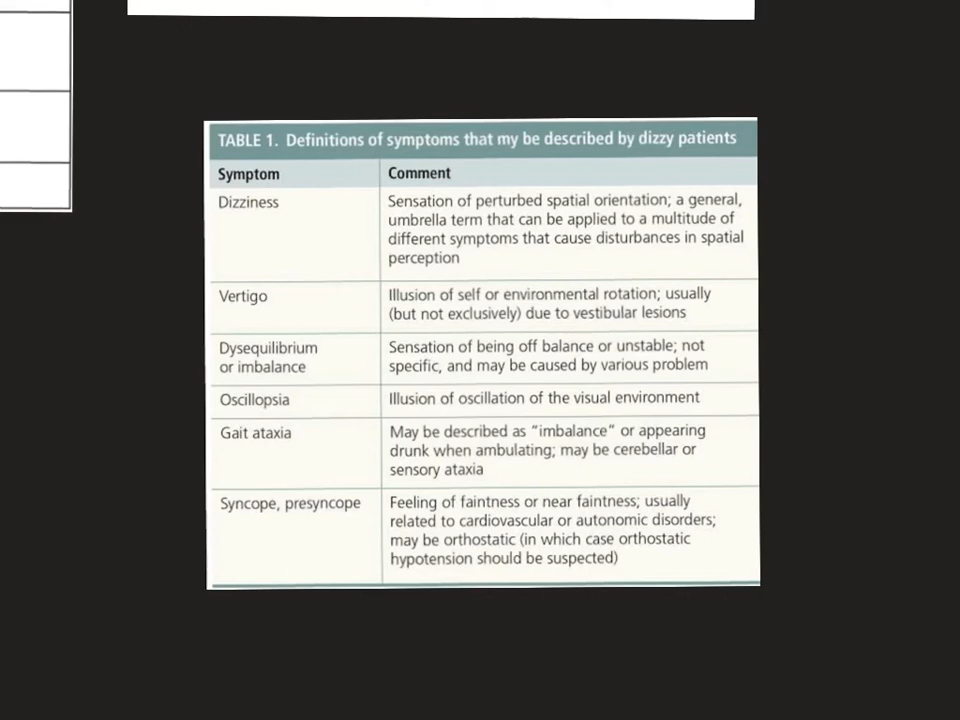 TABLE 1. Definitions of symptoms that my be described by dizzy patients
Symptom Comment
Dizziness Sensation of perturbed spatial orientation; a general,
umbrella term that can be applied to a multitude of
different symptoms that cause disturbances in spatial
perception
Vertigo Illusion of self or environmental rotation; usually
(but not exclusively) due to vestibular lesions
Dysequilibrium Sensation of being off balance or unstable; not
or imbalance specific, and may be caused by various problem
Oscillopsia Illusion of oscillation of the visual environment
Gait ataxia May be described as "imbalance" or appearing
drunk when ambulating; may be cerebellar or
sensory ataxia
Syncope, presyncope Feeling of faintness or near faintness; usually
related to cardiovascular or autonomic disorders;
may be orthostatic (in which case orthostatic
hypotension should be suspected)